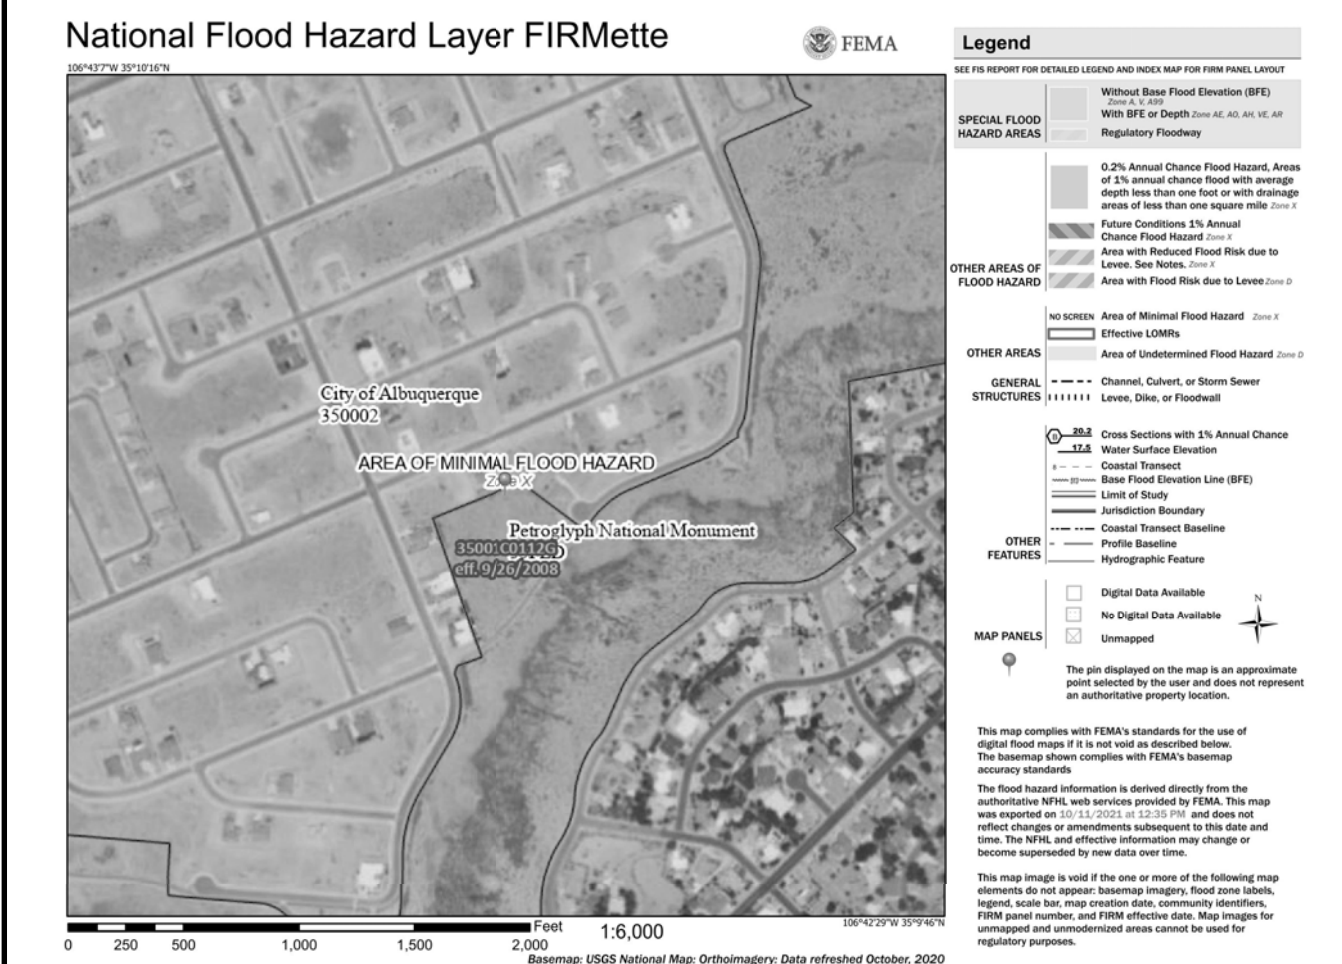 National Flood Hazard Layer FIRMette
FEMA
106°43'7"W 35°10'16"N
City of Albuquerque
350002
AREA OF MINIMAL FLOOD HAZARD
Zone X
Petroglyph National Monument
35001C0112G
eff. 9/26/2008
106°42'29"W 35°9'46"N
0 250 500 1,000 1,500 2,000
Feet
1:6,000
Basemap: USGS National Map: Orthoimagery: Data refreshed October, 2020
Legend
SEE FIS REPORT FOR DETAILED LEGEND AND INDEX MAP FOR FIRM PANEL LAYOUT
SPECIAL FLOOD
HAZARD AREAS
Without Base Flood Elevation (BFE)
Zone A, V, A99
With BFE or Depth Zone AE, AO, AH, VE, AR
Regulatory Floodway
OTHER AREAS OF
FLOOD HAZARD
0.2% Annual Chance Flood Hazard, Areas
of 1% annual chance flood with average
depth less than one foot or with drainage
areas of less than one square mile Zone X
Future Conditions 1% Annual
Chance Flood Hazard Zone X
Area with Reduced Flood Risk due to
Levee. See Notes. Zone X
Area with Flood Risk due to Levee Zone D
OTHER AREAS
NO SCREEN Area of Minimal Flood Hazard Zone X
Effective LOMRs
Area of Undetermined Flood Hazard Zone D
GENERAL
STRUCTURES
Channel, Culvert, or Storm Sewer
Levee, Dike, or Floodwall
OTHER
FEATURES
B 20.2 Cross Sections with 1% Annual Chance
17.5 Water Surface Elevation
8 Coastal Transect
513 Base Flood Elevation Line (BFE)
Limit of Study
Jurisdiction Boundary
Coastal Transect Baseline
Profile Baseline
Hydrographic Feature
MAP PANELS
Digital Data Available
No Digital Data Available
Unmapped
N
The pin displayed on the map is an approximate
point selected by the user and does not represent
an authoritative property location.
This map complies with FEMA's standards for the use of
digital flood maps if it is not void as described below.
The basemap shown complies with FEMA's basemap
accuracy standards
The flood hazard information is derived directly from the
authoritative NFHL web services provided by FEMA. This map
was exported on 10/11/2021 at 12:35 PM and does not
reflect changes or amendments subsequent to this date and
time. The NFHL and effective information may change or
become superseded by new data over time.
This map image is void if the one or more of the following map
elements do not appear: basemap imagery, flood zone labels,
legend, scale bar, map creation date, community identifiers,
FIRM panel number, and FIRM effective date. Map images for
unmapped and unmodernized areas cannot be used for
regulatory purposes.